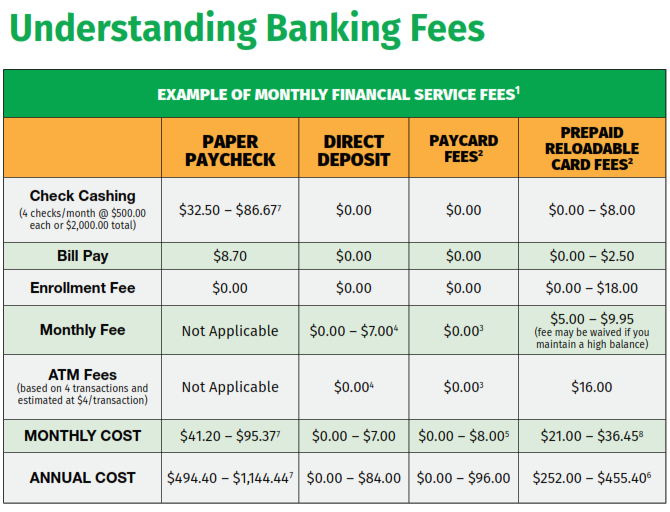 Understanding Banking Fees
EXAMPLE OF MONTHLY FINANCIAL SERVICE FEES¹
PAPER
PAYCHECK
DIRECT
DEPOSIT
PAYCARD
FEES²
PREPAID
RELOADABLE
CARD FEES²
Check Cashing
(4 checks/month @ $500.00
each or $2,000.00 total)
$32.50 – $86.67⁷
$0.00
$0.00
$0.00 – $8.00
Bill Pay
$8.70
$0.00
$0.00
$0.00 – $2.50
Enrollment Fee
$0.00
$0.00
$0.00
$0.00 – $18.00
Monthly Fee
Not Applicable
$0.00 – $7.00⁴
$0.00³
$5.00 – $9.95
(fee may be waived if you
maintain a high balance)
ATM Fees
(based on 4 transactions and
estimated at $4/transaction)
Not Applicable
$0.00⁴
$0.00³
$16.00
MONTHLY COST
$41.20 – $95.37⁷
$0.00 – $7.00
$0.00 – $8.00⁵
$21.00 – $36.45⁸
ANNUAL COST
$494.40 – $1,144.44⁷
$0.00 – $84.00
$0.00 – $96.00
$252.00 – $455.40⁶